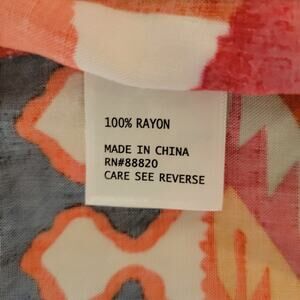 100% RAYON
MADE IN CHINA
RN#88820
CARE SEE REVERSE